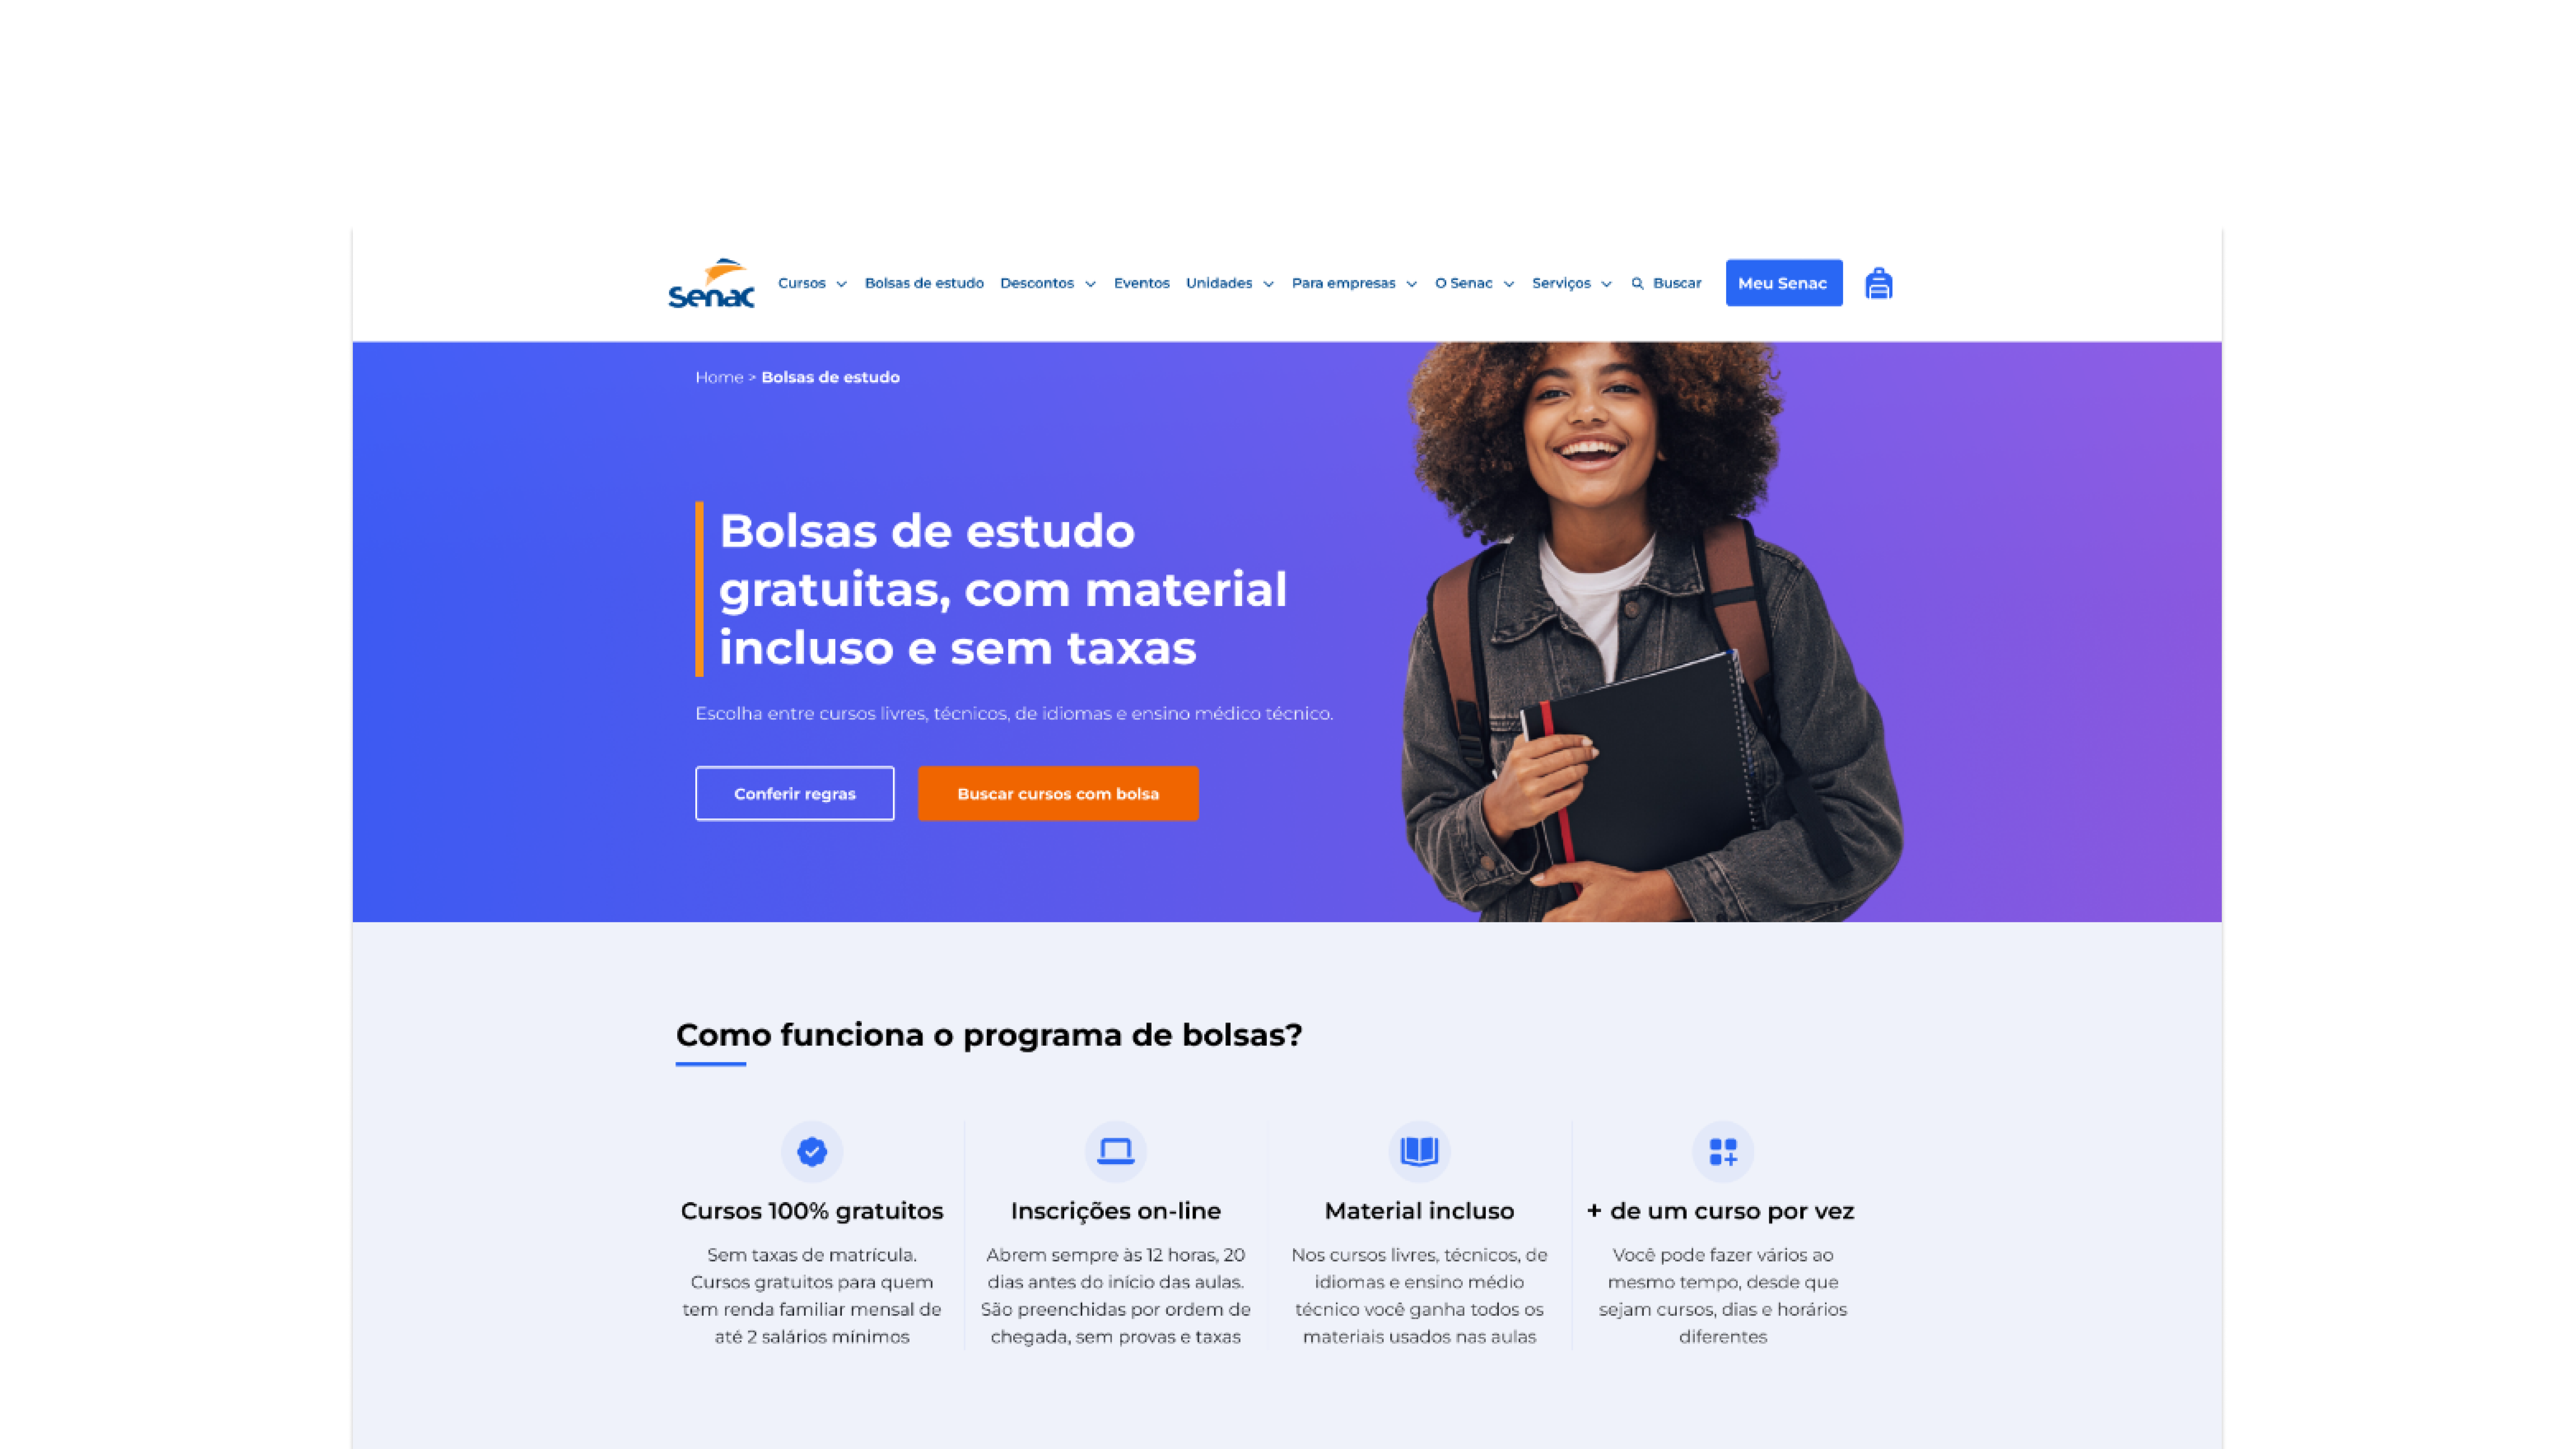 Senac
Cursos
Bolsas de estudo
Descontos
Eventos
Unidades
Para empresas
O Senac
Serviços
Buscar
Meu Senac
Home > Bolsas de estudo
Bolsas de estudo
gratuitas, com material
incluso e sem taxas
Escolha entre cursos livres, técnicos, de idiomas e ensino médico técnico.
Conferir regras
Buscar cursos com bolsa
Como funciona o programa de bolsas?
Cursos 100% gratuitos
Sem taxas de matrícula.
Cursos gratuitos para quem
tem renda familiar mensal de
até 2 salários mínimos
Inscrições on-line
Abrem sempre às 12 horas, 20
dias antes do início das aulas.
São preenchidas por ordem de
chegada, sem provas e taxas
Material incluso
Nos cursos livres, técnicos, de
idiomas e ensino médio
técnico você ganha todos os
materiais usados nas aulas
+ de um curso por vez
Você pode fazer vários ao
mesmo tempo, desde que
sejam cursos, dias e horários
diferentes